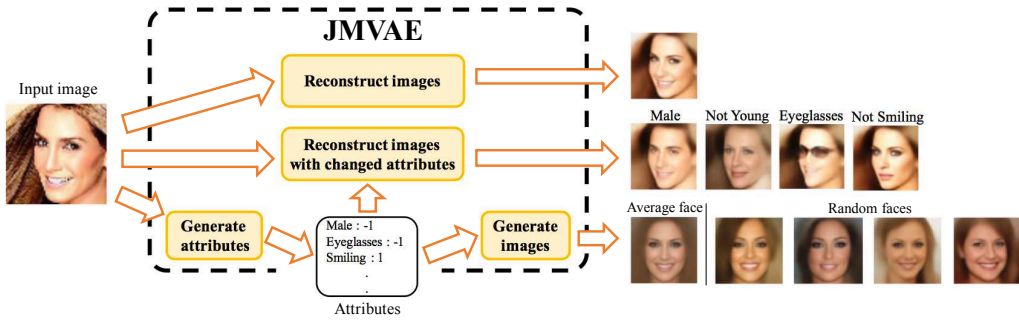 JMVAE
Input image
Reconstruct images
Reconstruct images
with changed attributes
Male
Not Young
Eyeglasses
Not Smiling
Generate
attributes
Male : -1
Eyeglasses : -1
Smiling : 1
.
.
Attributes
Generate
images
Average face
Random faces